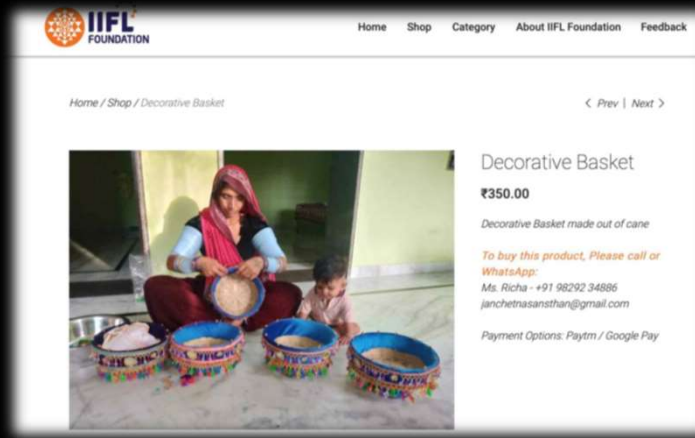 IIFL
FOUNDATION
Home Shop Category About IIFL Foundation Feedback
Home / Shop / Decorative Basket
< Prev | Next >
Decorative Basket
₹350.00
Decorative Basket made out of cane
To buy this product, Please call or
WhatsApp:
Ms. Richa - +91 98292 34886
janchetnasansthan@gmail.com
Payment Options: Paytm / Google Pay